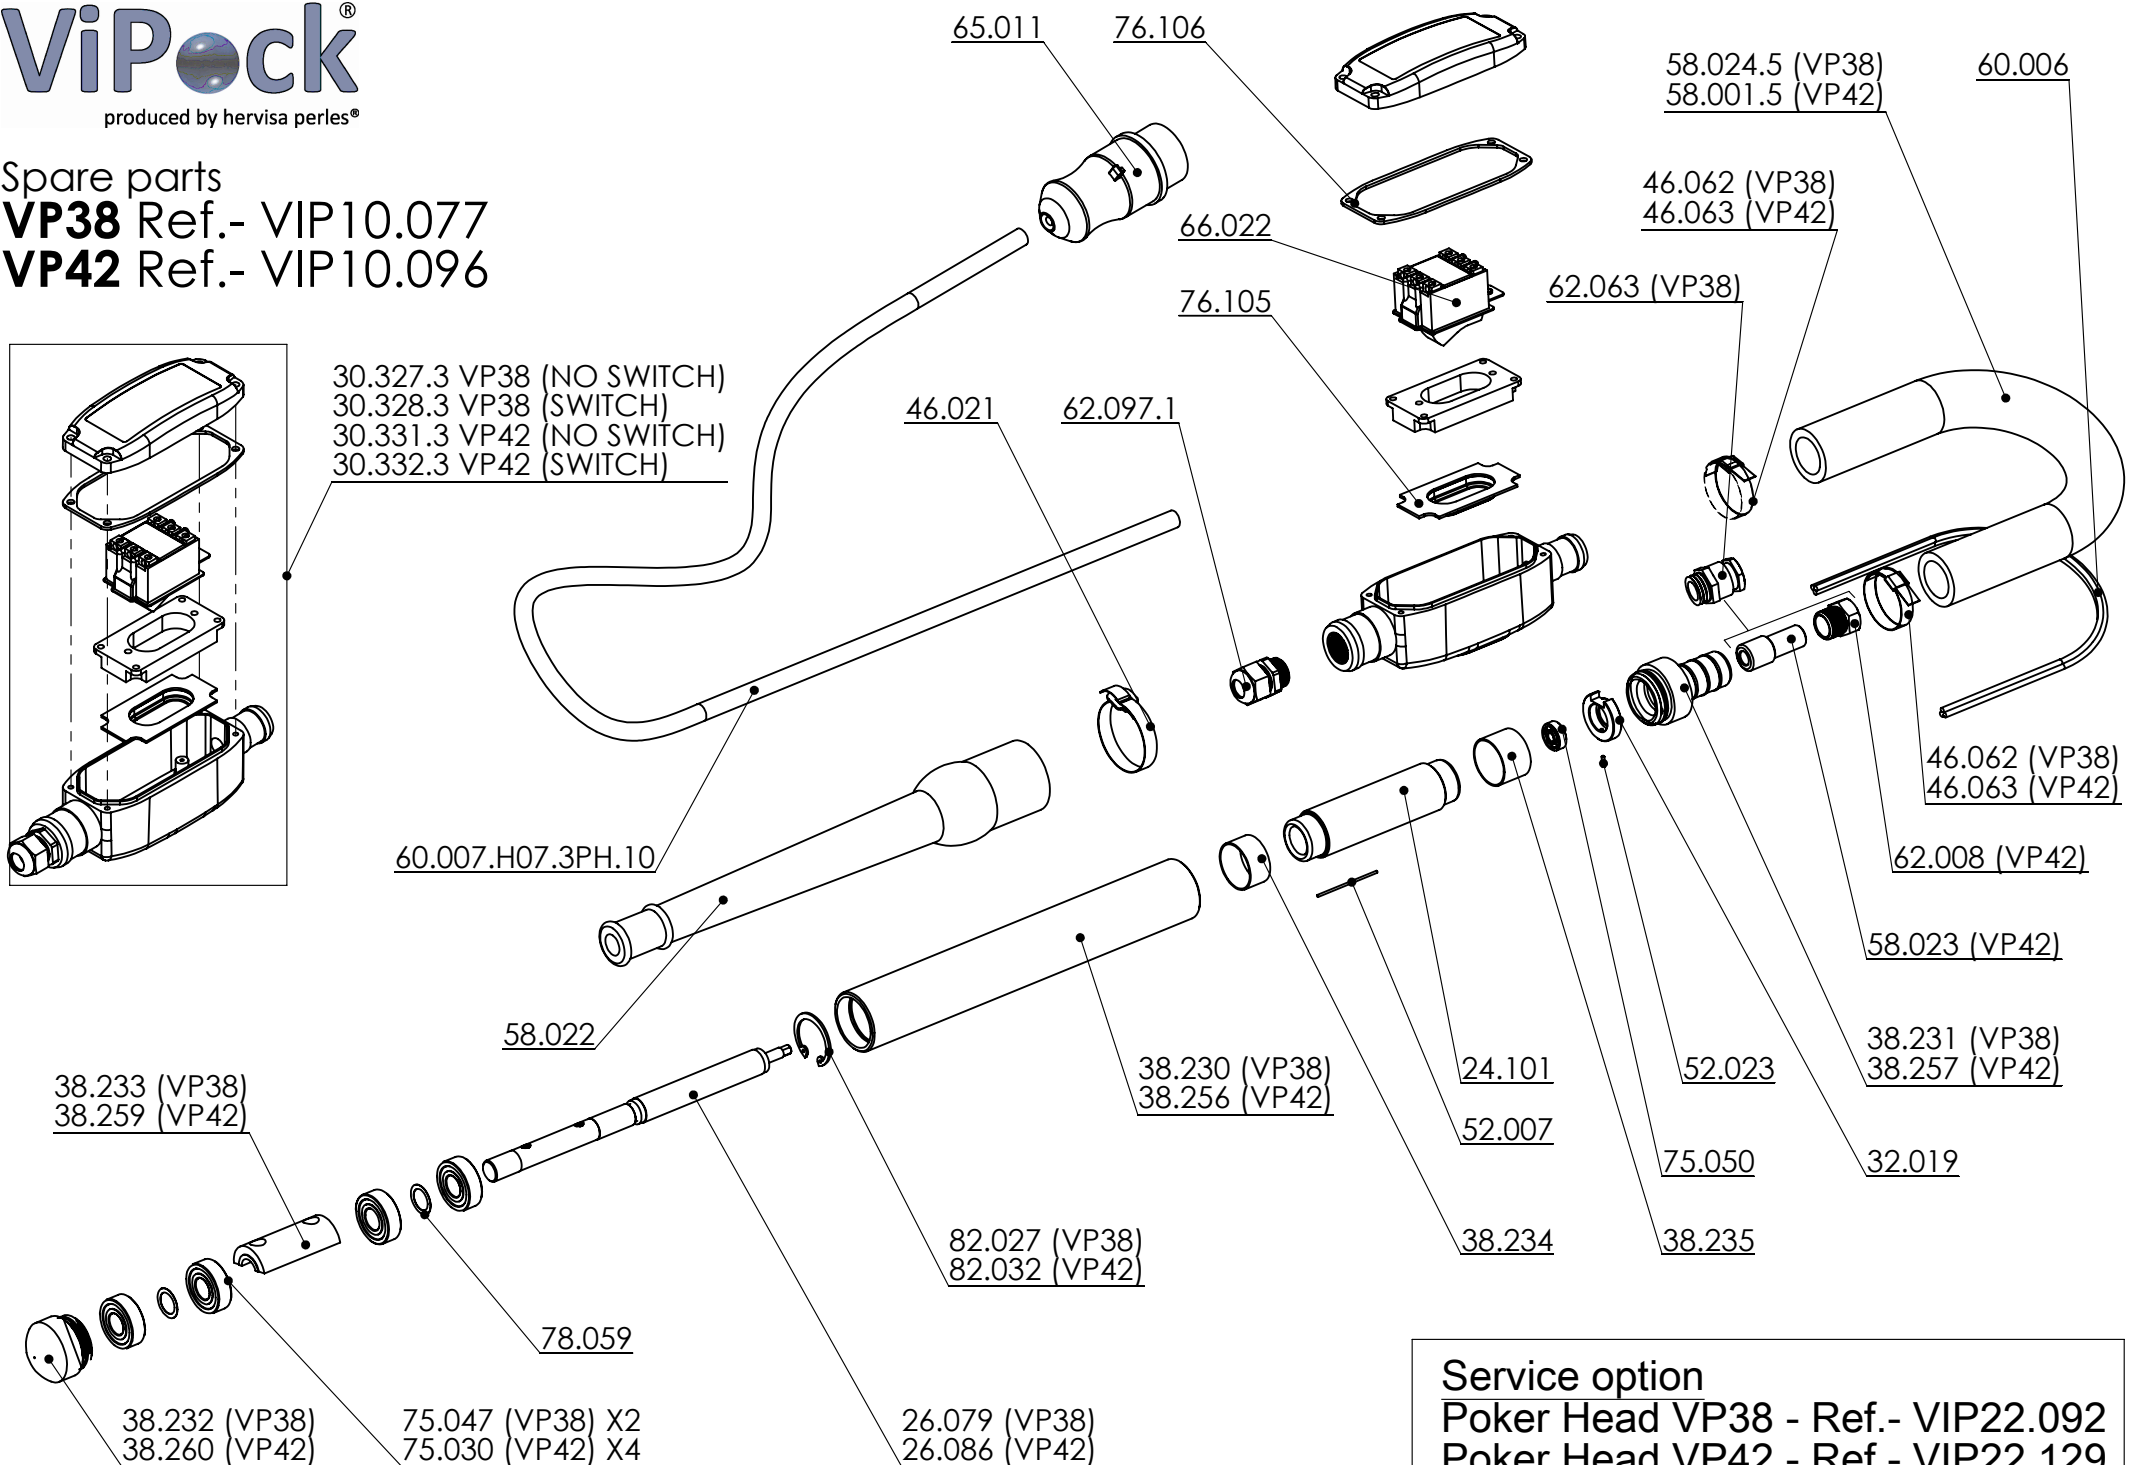 ViPock®
produced by hervisa perles®
Spare parts
VP38 Ref.- VIP10.077
VP42 Ref.- VIP10.096
65.011
76.106
58.024.5 (VP38)
58.001.5 (VP42)
60.006
46.062 (VP38)
46.063 (VP42)
66.022
62.063 (VP38)
76.105
30.327.3 VP38 (NO SWITCH)
30.328.3 VP38 (SWITCH)
30.331.3 VP42 (NO SWITCH)
30.332.3 VP42 (SWITCH)
46.021
62.097.1
46.062 (VP38)
46.063 (VP42)
60.007.H07.3PH.10
62.008 (VP42)
58.023 (VP42)
58.022
38.230 (VP38)
38.256 (VP42)
24.101
52.023
38.231 (VP38)
38.257 (VP42)
38.233 (VP38)
38.259 (VP42)
52.007
75.050
32.019
82.027 (VP38)
82.032 (VP42)
38.234
38.235
78.059
38.232 (VP38)
38.260 (VP42)
75.047 (VP38) X2
75.030 (VP42) X4
26.079 (VP38)
26.086 (VP42)
Service option
Poker Head VP38 - Ref.- VIP22.092
Poker Head VP42 - Ref.- VIP22.129